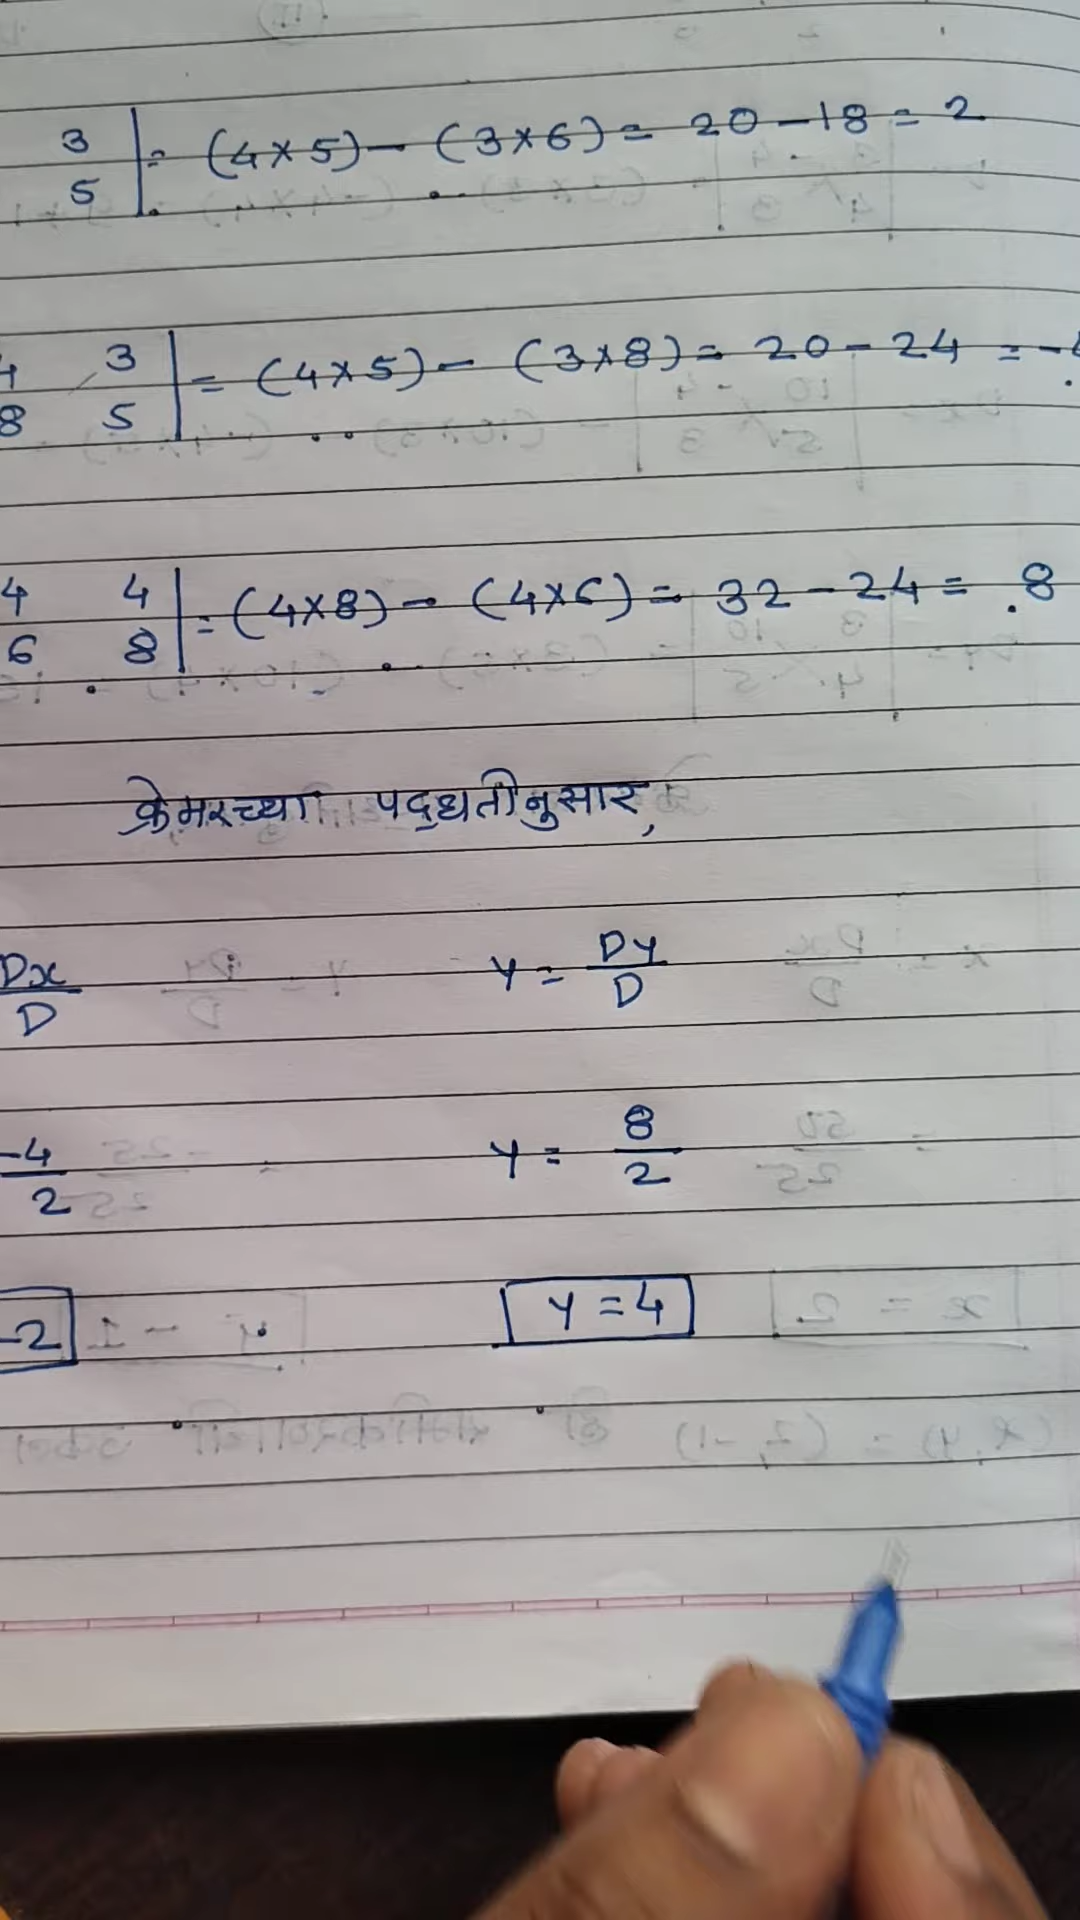 3
5 | = (4×5) - (3×6) = 20 - 18 = 2
4 3
8 5 | = (4×5) - (3×8) = 20 - 24 = -4
4 4
6 8 | = (4×8) - (4×6) = 32 - 24 = 8
क्रेमरच्या पद्धतीनुसार,
Dx/D y = Dy/D
-4/2 y = 8/2
-2 y = 4